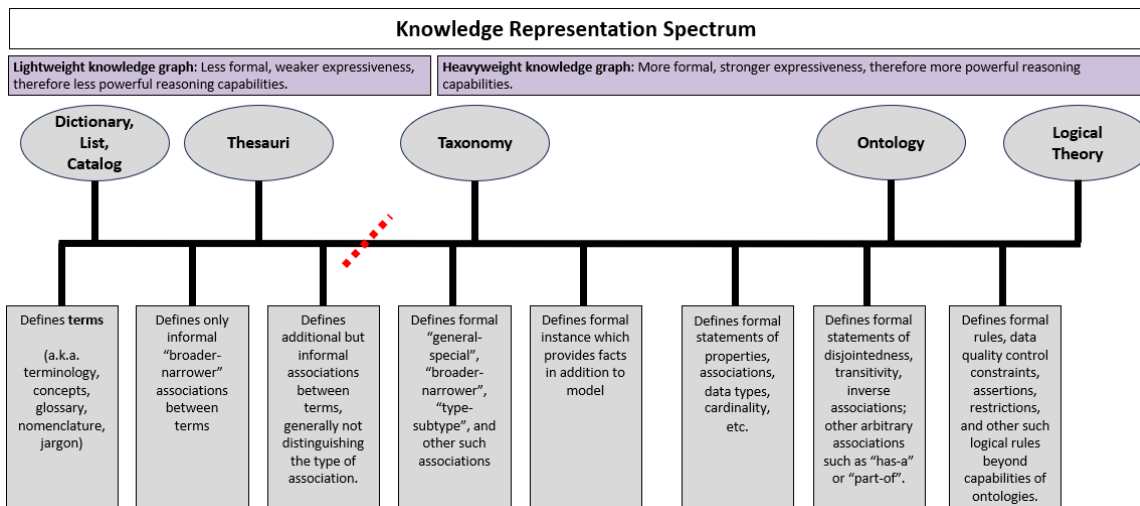 Knowledge Representation Spectrum
Lightweight knowledge graph: Less formal, weaker expressiveness,
therefore less powerful reasoning capabilities.
Heavyweight knowledge graph: More formal, stronger expressiveness, therefore more powerful reasoning
capabilities.
Dictionary,
List,
Catalog
Thesauri
Taxonomy
Ontology
Logical
Theory
Defines terms
(a.k.a.
terminology,
concepts,
glossary,
nomenclature,
jargon)
Defines only
informal
“broader-
narrower”
associations
between
terms
Defines
additional but
informal
associations
between
terms,
generally not
distinguishing
the type of
association.
Defines formal
“general-
special”,
“broader-
narrower”,
“type-
subtype”, and
other such
associations
Defines formal
instance which
provides facts
in addition to
model
Defines formal
statements of
properties,
associations,
data types,
cardinality,
etc.
Defines formal
statements of
disjointedness,
transitivity,
inverse
associations;
other arbitrary
associations
such as “has-a”
or “part-of”.
Defines formal
rules, data
quality control
constraints,
assertions,
restrictions,
and other such
logical rules
beyond
capabilities of
ontologies.